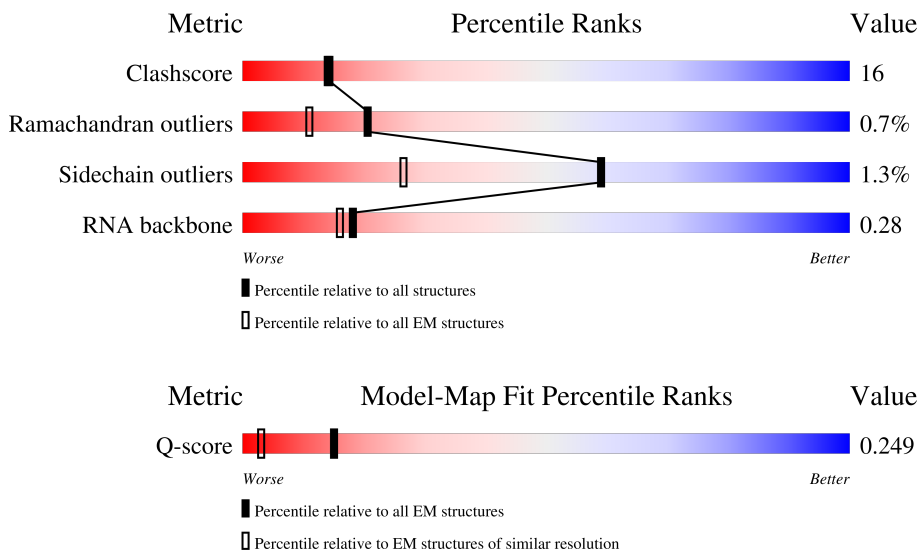 Metric Percentile Ranks Value
Clashscore 16
Ramachandran outliers 0.7%
Sidechain outliers 1.3%
RNA backbone 0.28
Worse Better
Percentile relative to all structures
Percentile relative to all EM structures
Metric Model-Map Fit Percentile Ranks Value
Q-score 0.249
Worse Better
Percentile relative to all EM structures
Percentile relative to EM structures of similar resolution